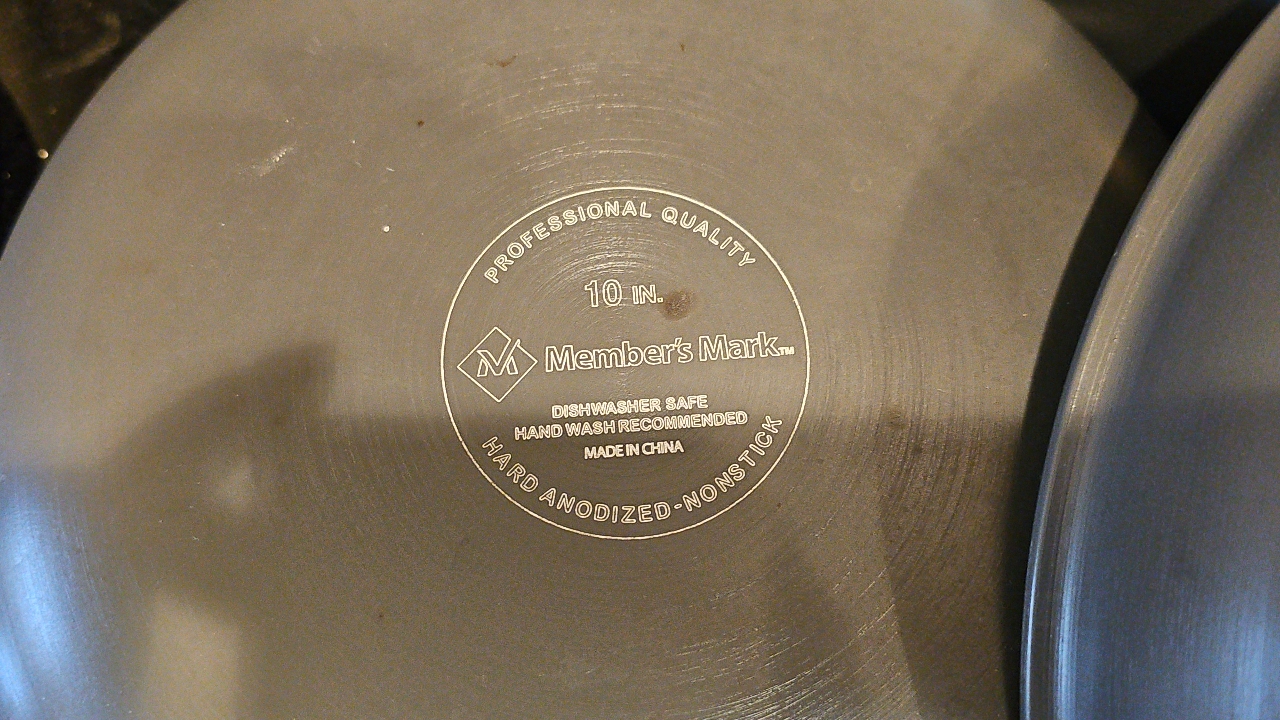 PROFESSIONAL QUALITY
10 IN.
Member's Mark™
DISHWASHER SAFE
HAND WASH RECOMMENDED
MADE IN CHINA
HARD ANODIZED-NONSTICK